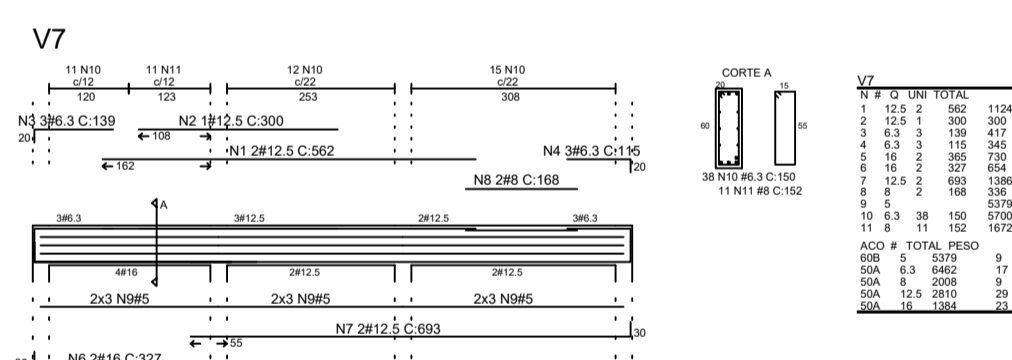 V7
11 N10 11 N11 12 N10 15 N10
c/12 c/12 c/22 c/22
120 123 253 308
N3 3#6.3 C:139 N2 1#12.5 C:300
20 108
N1 2#12.5 C:562 N4 3#6.3 C:115
162 20
N8 2#8 C:168
A
3#6.3 3#12.5 2#12.5 3#6.3
4#16 2#12.5 2#12.5
2x3 N9#5 2x3 N9#5 2x3 N9#5
N7 2#12.5 C:693 30
55
N6 2#16 C:327
CORTE A
20 15
60 55
38 N10 #6.3 C:150
11 N11 #8 C:152
V7
N # Q UNI TOTAL
1 12.5 2 562 1124
2 12.5 1 300 300
3 6.3 3 139 417
4 6.3 3 115 345
5 16 2 365 730
6 16 2 327 654
7 12.5 2 693 1386
8 8 2 168 336
9 5 5379
10 6.3 38 150 5700
11 8 11 152 1672
ACO # TOTAL PESO
60B 5 5379 9
50A 6.3 6462 17
50A 8 2008 9
50A 12.5 2810 29
50A 16 1384 23